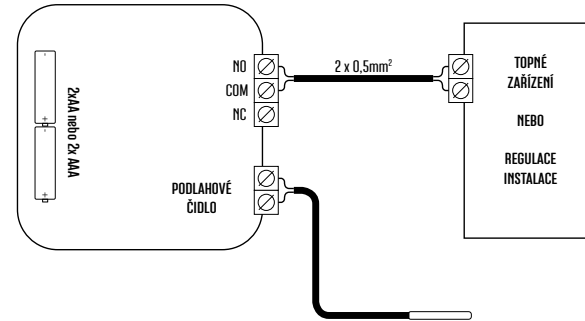 2xAA nebo 2x AAA
NO
COM
NC
2 x 0,5mm²
PODLAHOVÉ
ČIDLO
TOPNÉ
ZAŘÍZENÍ
NEBO
REGULACE
INSTALACE